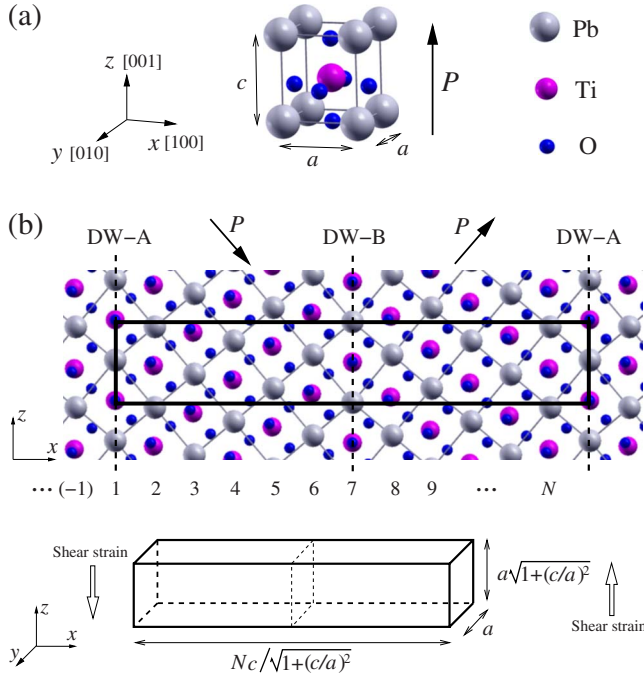 (a)
z [001]
y [010]
x [100]
c
a
a
P
Pb
Ti
O
(b)
DW−A
P
DW−B
P
DW−A
z
x
••• (-1) 1 2 3 4 5 6 7 8 9 ••• N
Shear strain
z
x
y
Nc/√1+(c/a)²
a√1+(c/a)²
a
Shear strain